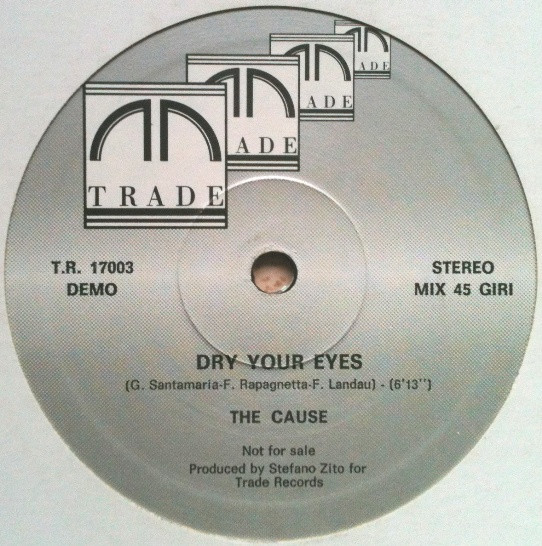 TRADE
ADE
ADE
ADE
T.R. 17003
DEMO
STEREO
MIX 45 GIRI
DRY YOUR EYES
(G. Santamaria-F. Rapagnetta-F. Landau) - (6'13'')
THE CAUSE
Not for sale
Produced by Stefano Zito for
Trade Records